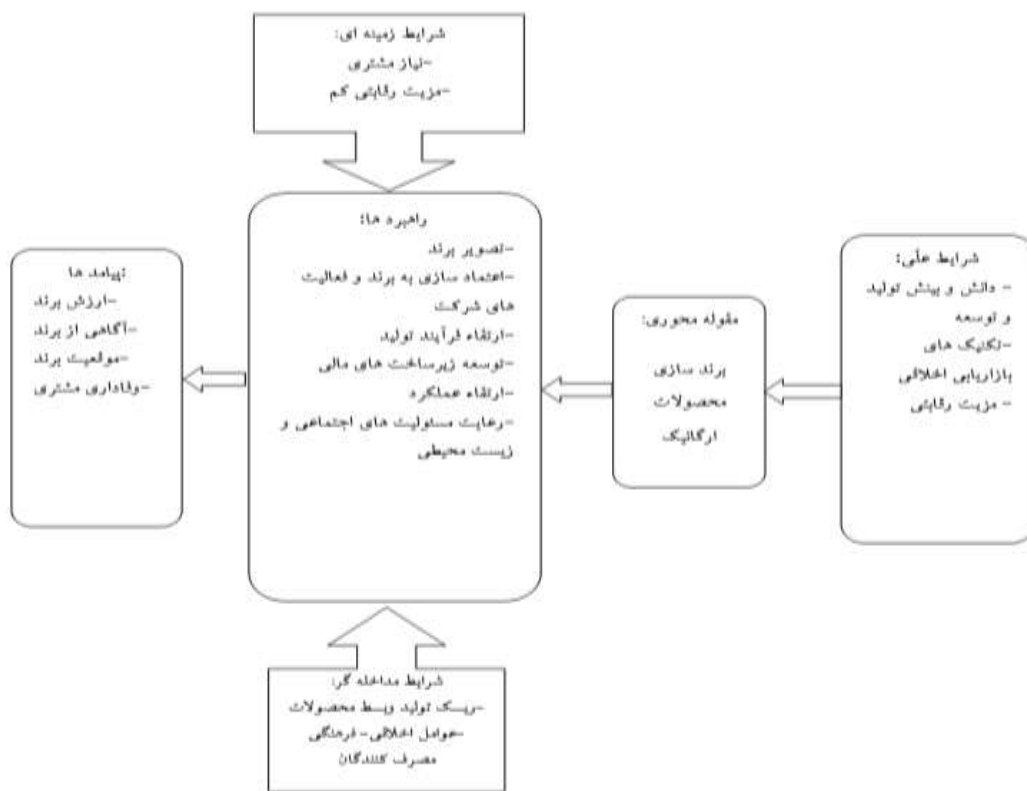 شرایط زمینه ای:
-نیاز مشتری
-مزیت رقابتی کم
شرایط علّی:
- دانش و بینش تولید
و توسعه
-تکنیک های
بازاریابی اخلاقی
- مزیت رقابتی
مقوله محوری:
برند سازی
محصولات
ارگانیک
راهبرد ها:
-تصویر برند
-اعتماد سازی به برند و فعالیت
های شرکت
-ارتقاء فرآیند تولید
-توسعه زیرساخت های مالی
-ارتقاء عملکرد
-رعایت مسئولیت های اجتماعی و
زیست محیطی
پیامد ها:
-ارزش برند
-آگاهی از برند
-موقعیت برند
-وفاداری مشتری
شرایط مداخله گر:
-ریسک تولید وبسط محصولات
-عوامل اخلاقی- فرهنگی
مصرف کنندگان